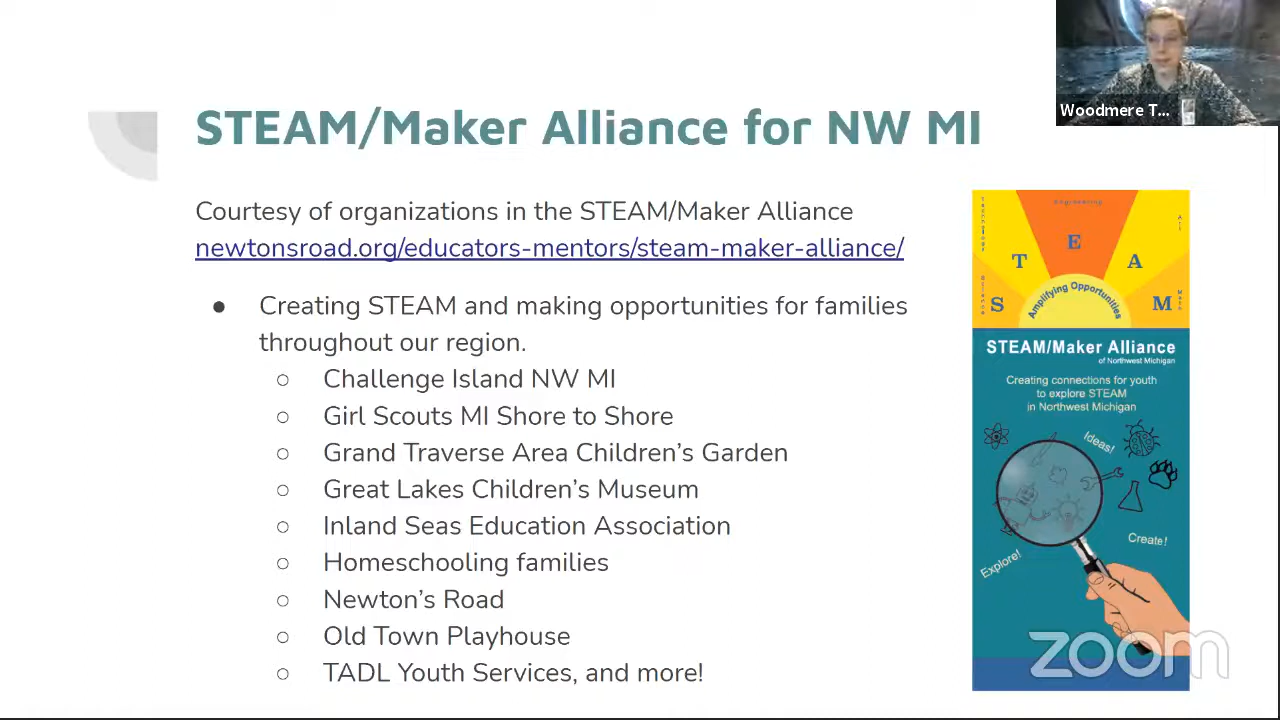 Woodmere T...
STEAM/Maker Alliance for NW MI
Courtesy of organizations in the STEAM/Maker Alliance
newtonsroad.org/educators-mentors/steam-maker-alliance/
● Creating STEAM and making opportunities for families
throughout our region.
○ Challenge Island NW MI
○ Girl Scouts MI Shore to Shore
○ Grand Traverse Area Children’s Garden
○ Great Lakes Children’s Museum
○ Inland Seas Education Association
○ Homeschooling families
○ Newton’s Road
○ Old Town Playhouse
○ TADL Youth Services, and more!
Science
S
Technology
T
Engineering
E
Art
A
Math
M
Amplifying Opportunities
STEAM/Maker Alliance
of Northwest Michigan
Creating connections for youth
to explore STEAM
in Northwest Michigan
Ideas!
Create!
Explore!
zoom